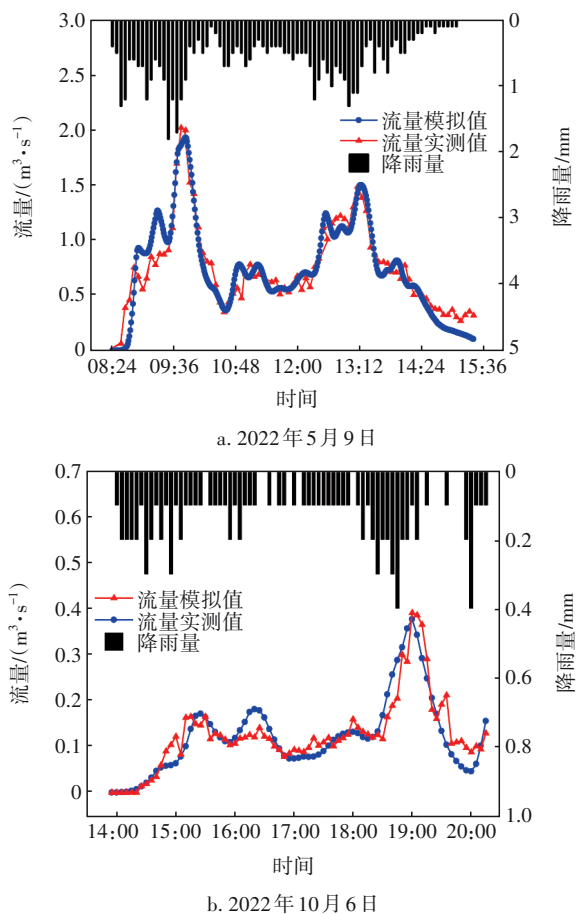 3.0
2.5
2.0
1.5
1.0
0.5
0
流量/(m³·s⁻¹)
0
1
2
3
4
5
降雨量/mm
流量模拟值
流量实测值
降雨量
08:24 09:36 10:48 12:00 13:12 14:24 15:36
时间
a. 2022年5月9日
0.7
0.6
0.5
0.4
0.3
0.2
0.1
0
流量/(m³·s⁻¹)
0
0.2
0.4
0.6
0.8
1.0
降雨量/mm
流量模拟值
流量实测值
降雨量
14:00 15:00 16:00 17:00 18:00 19:00 20:00
时间
b. 2022年10月6日